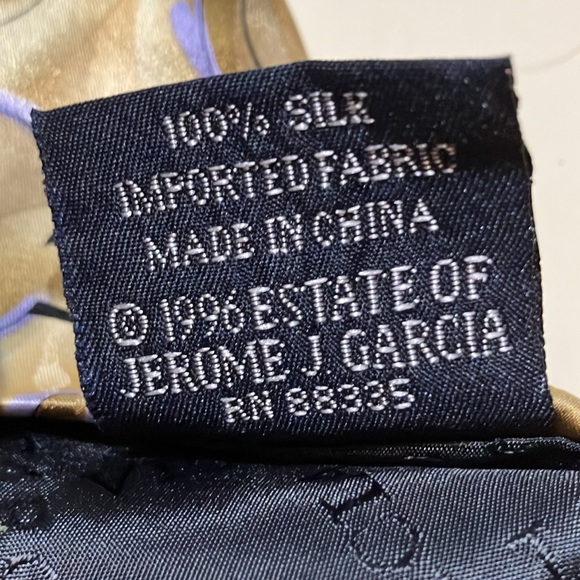 100% SILK
IMPORTED FABRIC
MADE IN CHINA
© 1996 ESTATE OF
JEROME J. GARCIA
RN 88335